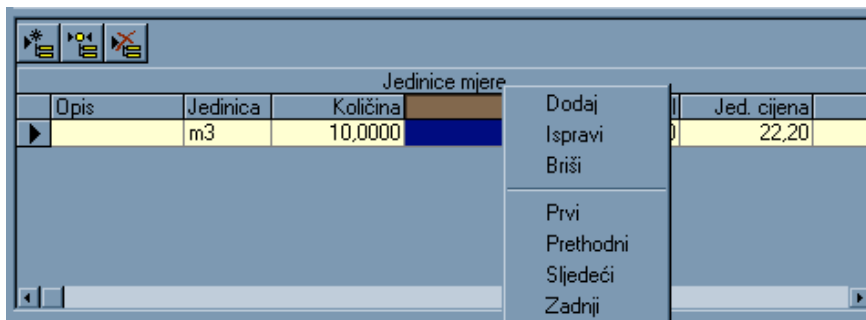 Jedinice mjere
Opis Jedinica Količina Jed. cijena
m3 10,0000 22,20
Dodaj
Ispravi
Briši
Prvi
Prethodni
Sljedeći
Zadnji